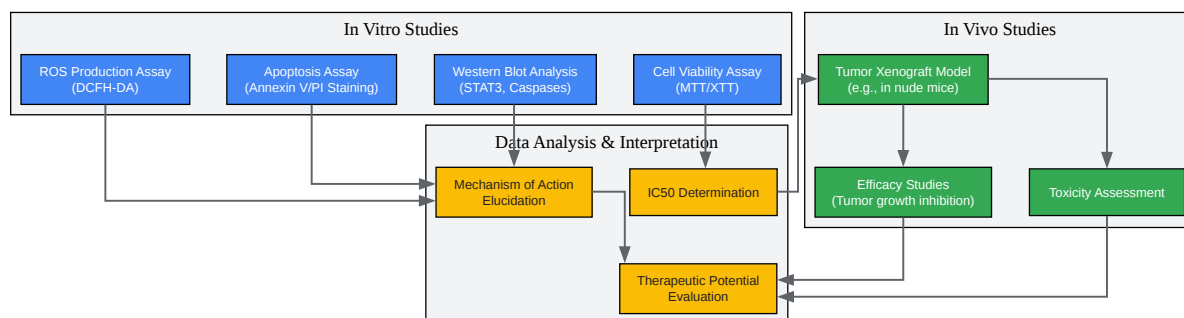 In Vitro Studies
ROS Production Assay
(DCFH-DA)
Apoptosis Assay
(Annexin V/PI Staining)
Western Blot Analysis
(STAT3, Caspases)
Cell Viability Assay
(MTT/XTT)
In Vivo Studies
Tumor Xenograft Model
(e.g., in nude mice)
Data Analysis & Interpretation
Mechanism of Action
Elucidation
IC50 Determination
Efficacy Studies
(Tumor growth inhibition)
Toxicity Assessment
Therapeutic Potential
Evaluation